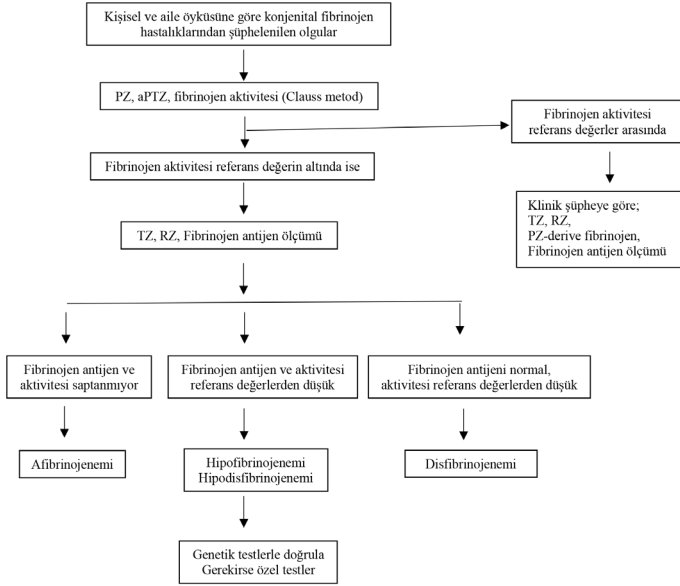 Kişisel ve aile öyküsüne göre konjenital fibrinojen
hastalıklarından şüphelenilen olgular
PZ, aPTZ, fibrinojen aktivitesi (Clauss metod)
Fibrinojen aktivitesi
referans değerler arasında
Fibrinojen aktivitesi referans değerin altında ise
Klinik şüpheye göre;
TZ, RZ,
PZ-derive fibrinojen,
Fibrinojen antijen ölçümü
TZ, RZ, Fibrinojen antijen ölçümü
Fibrinojen antijen ve
aktivitesi saptanmıyor
Fibrinojen antijen ve aktivitesi
referans değerlerden düşük
Fibrinojen antijeni normal,
aktivitesi referans değerlerden düşük
Afibrinojenemi
Hipofibrinojenemi
Hipodisfibrinojenemi
Disfibrinojenemi
Genetik testlerle doğrula
Gerekirse özel testler